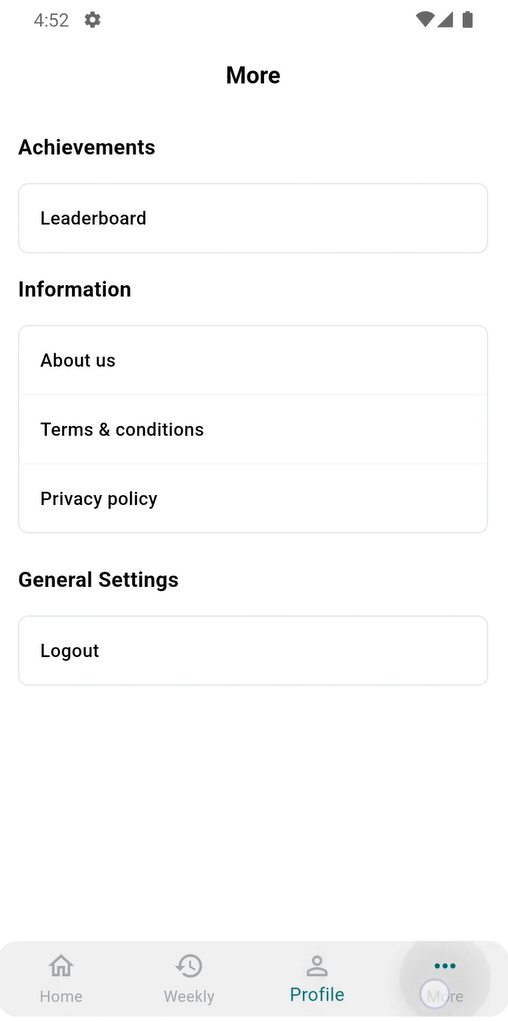 4:52
More
Achievements
Leaderboard
Information
About us
Terms & conditions
Privacy policy
General Settings
Logout
Home
Weekly
Profile
More